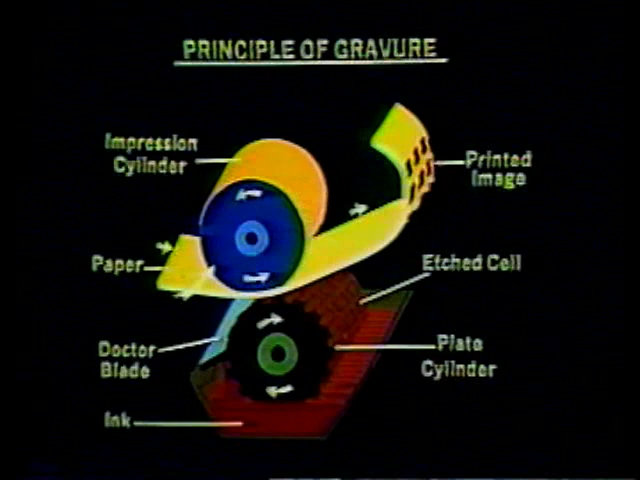 PRINCIPLE OF GRAVURE
Impression
Cylinder
Printed
Image
Paper
Etched Cell
Doctor
Blade
Plate
Cylinder
Ink